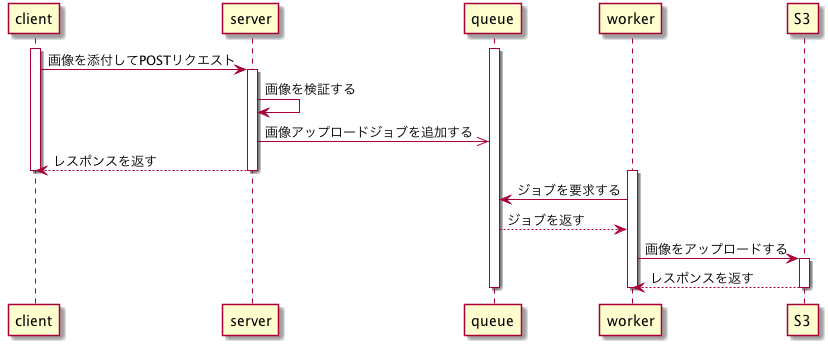 client
server
queue
worker
S3
画像を添付してPOSTリクエスト
画像を検証する
画像アップロードジョブを追加する
レスポンスを返す
ジョブを要求する
ジョブを返す
画像をアップロードする
レスポンスを返す
client
server
queue
worker
S3